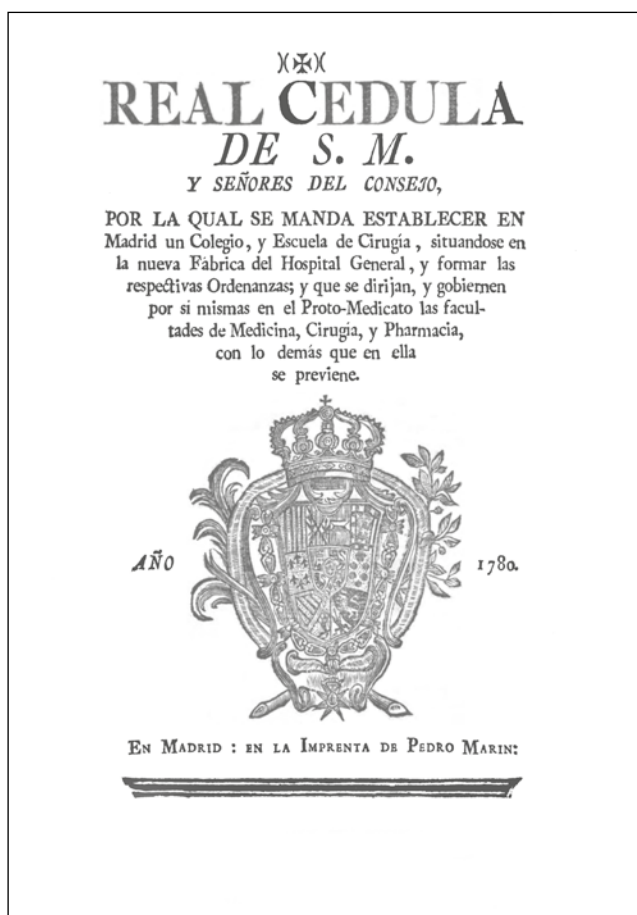 REAL CEDULA
DE S. M.
Y SEÑORES DEL CONSEJO,
POR LA QUAL SE MANDA ESTABLECER EN
Madrid un Colegio, y Escuela de Cirugía, situandose en
la nueva Fábrica del Hospital General, y formar las
respectivas Ordenanzas; y que se dirijan, y gobiernen
por sí mismas en el Proto-Medicato las facul-
tades de Medicina, Cirugía, y Pharmacia,
con lo demás que en ella
se previene.
AÑO 1780.
EN MADRID : EN LA IMPRENTA DE PEDRO MARIN: